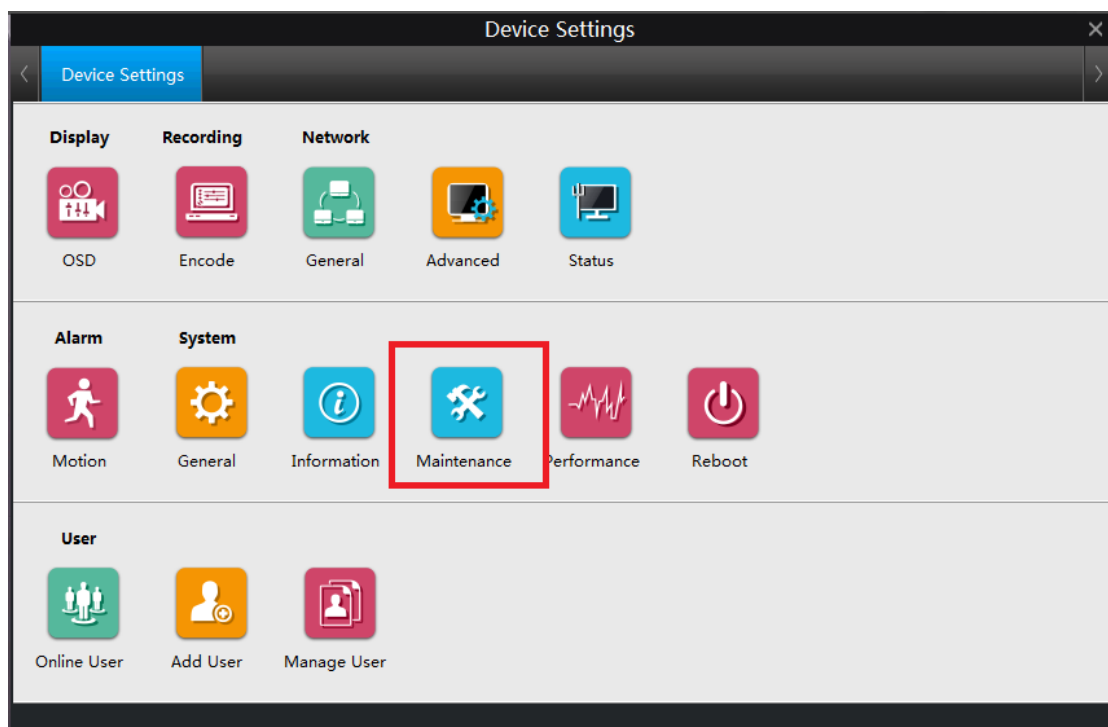 Device Settings
Device Settings
Display Recording Network
OSD Encode General Advanced Status
Alarm System
Motion General Information Maintenance Performance Reboot
User
Online User Add User Manage User